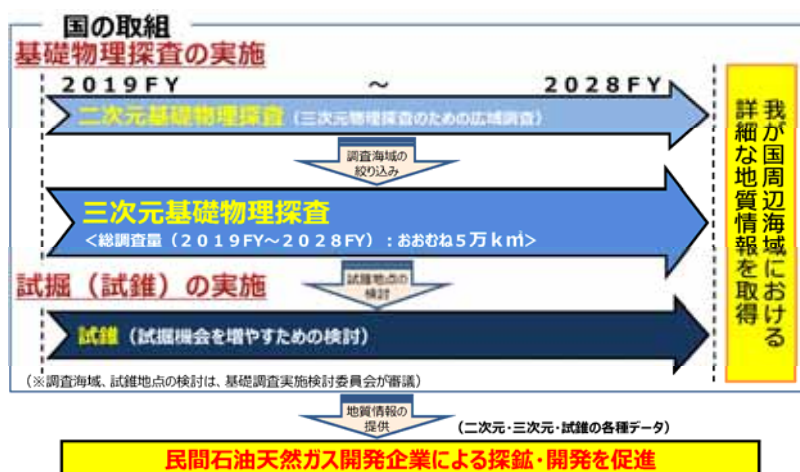 国の取組
基礎物理探査の実施
2019FY ～ 2028FY
二次元基礎物理探査（三次元物理探査のための広域調査）
調査海域の
絞り込み
三次元基礎物理探査
＜総調査量（2019FY～2028FY）：おおむね5万k㎡＞
試掘（試錐）の実施
試錐地点の
検討
試錐（試掘機会を増やすための検討）
（※調査海域、試錐地点の検討は、基礎調査実施検討委員会が審議）
我が国周辺海域における
詳細な地質情報を取得
地質情報の
提供
（二次元・三次元・試錐の各種データ）
民間石油天然ガス開発企業による探鉱・開発を促進